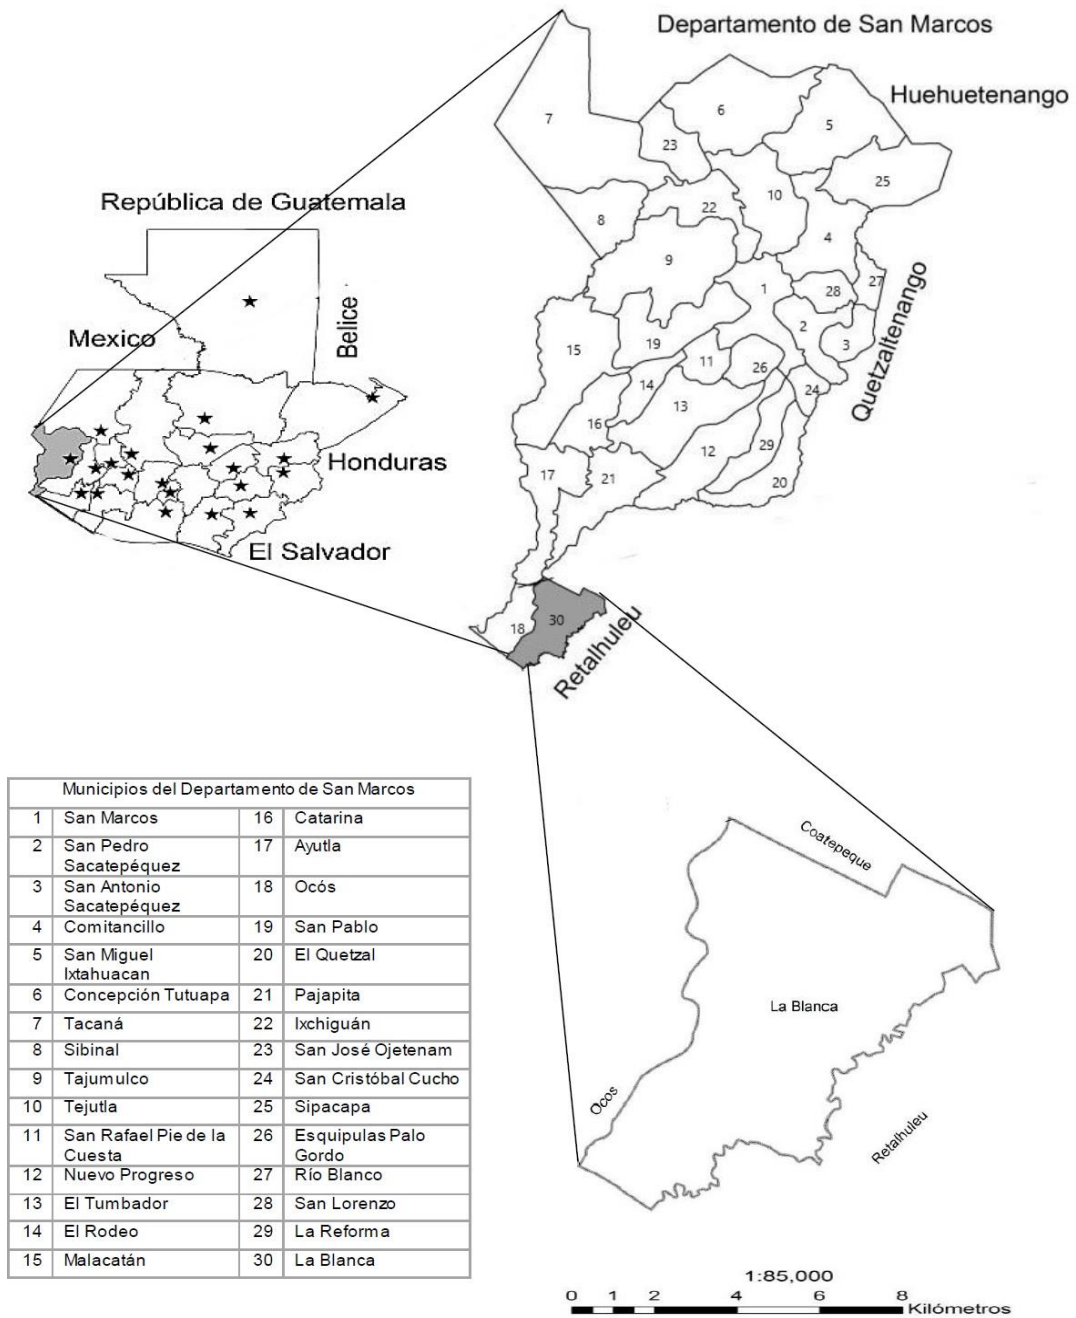 Departamento de San Marcos
Huehuetenango
7
6
5
23
25
10
22
8
4
9
27
1
28
2
3
15
19
11
26
14
24
13
16
29
12
17
21
20
Quetzaltenango
18
30
Retalhuleu
República de Guatemala
Mexico
Belice
Honduras
El Salvador
Municipios del Departamento de San Marcos
1 San Marcos 16 Catarina
2 San Pedro Sacatepéquez 17 Ayutla
3 San Antonio Sacatepéquez 18 Ocós
4 Comitancillo 19 San Pablo
5 San Miguel Ixtahuacan 20 El Quetzal
6 Concepción Tutuapa 21 Pajapita
7 Tacaná 22 Ixchiguán
8 Sibinal 23 San José Ojetenam
9 Tajumulco 24 San Cristóbal Cucho
10 Tejutla 25 Sipacapa
11 San Rafael Pie de la Cuesta 26 Esquipulas Palo Gordo
12 Nuevo Progreso 27 Río Blanco
13 El Tumbador 28 San Lorenzo
14 El Rodeo 29 La Reforma
15 Malacatán 30 La Blanca
Coatepeque
La Blanca
Ocos
Retalhuleu
1:85,000
0 1 2 4 6 8
Kilómetros